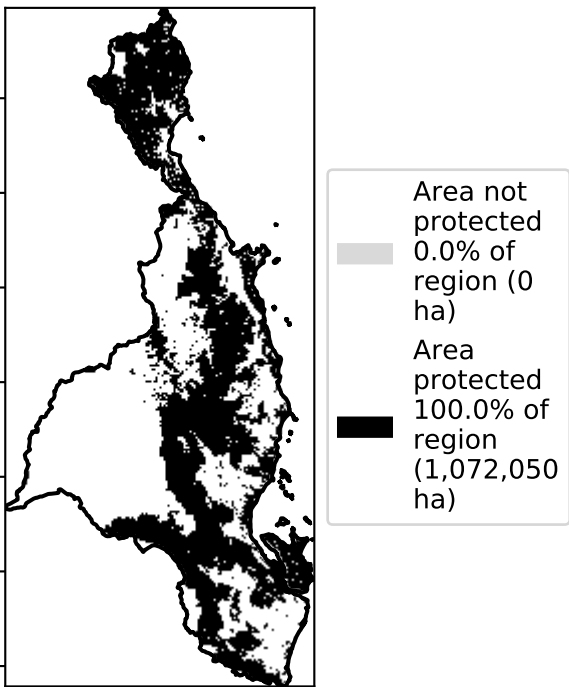 Area not
protected
0.0% of
region (0
ha)
Area
protected
100.0% of
region
(1,072,050
ha)